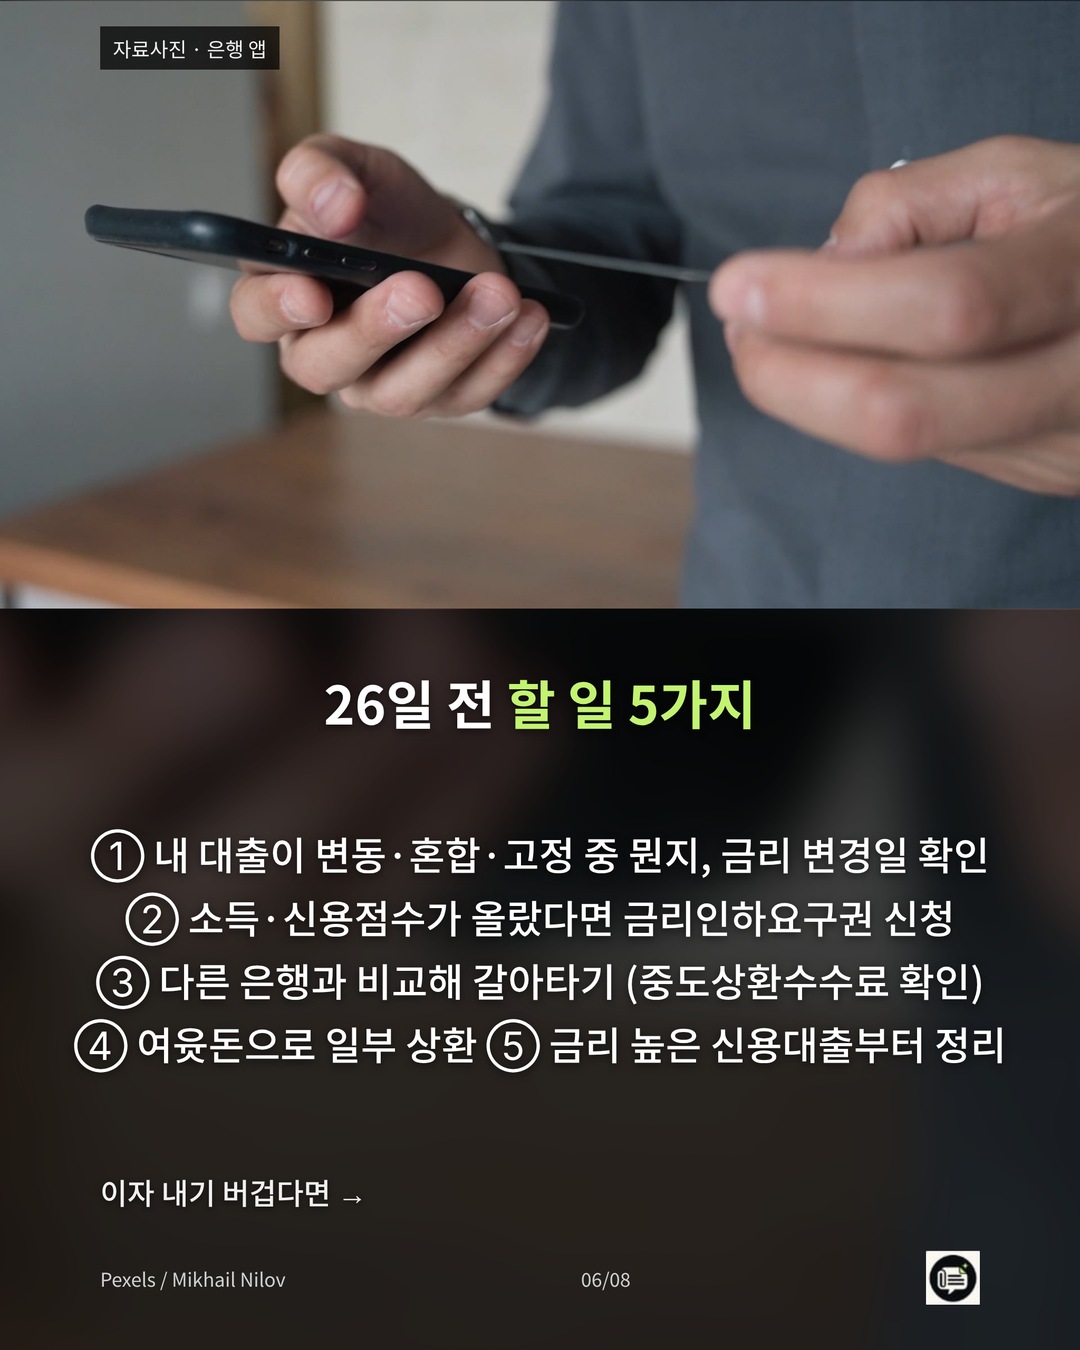 자료사진 · 은행 앱
26일 전 할 일 5가지
① 내 대출이 변동·혼합·고정 중 뭔지, 금리 변경일 확인
② 소득·신용점수가 올랐다면 금리인하요구권 신청
③ 다른 은행과 비교해 갈아타기 (중도상환수수료 확인)
④ 여윳돈으로 일부 상환 ⑤ 금리 높은 신용대출부터 정리
이자 내기 버겁다면 →
Pexels / Mikhail Nilov
06/08